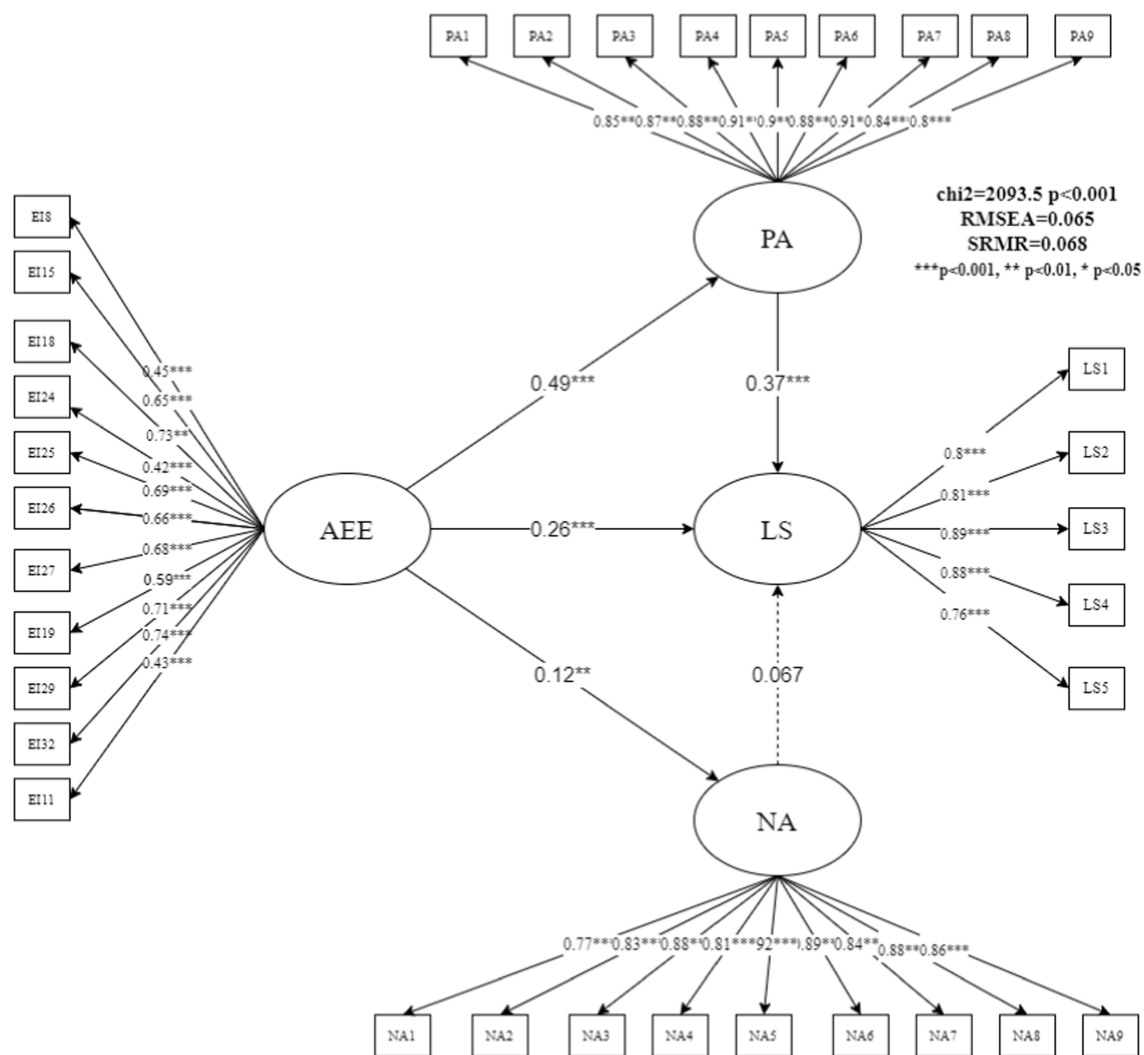 PA1 PA2 PA3 PA4 PA5 PA6 PA7 PA8 PA9
0.85** 0.87** 0.88** 0.91** 0.9** 0.88** 0.91* 0.84** 0.8***
PA
chi2=2093.5 p<0.001
RMSEA=0.065
SRMR=0.068
***p<0.001, ** p<0.01, * p<0.05
EI8
EI15
EI18
EI24
EI25
EI26
EI27
EI19
EI29
EI32
EI11
0.45***
0.65***
0.73**
0.42***
0.69***
0.66***
0.68***
0.59***
0.71***
0.74***
0.43***
AEE
0.49***
0.37***
0.26***
LS
0.12**
0.067
0.8***
0.81***
0.89***
0.88***
0.76***
LS1
LS2
LS3
LS4
LS5
NA
0.77*** 0.83*** 0.88** 0.81*** 92*** .89** 0.84** 0.88** 0.86***
NA1 NA2 NA3 NA4 NA5 NA6 NA7 NA8 NA9